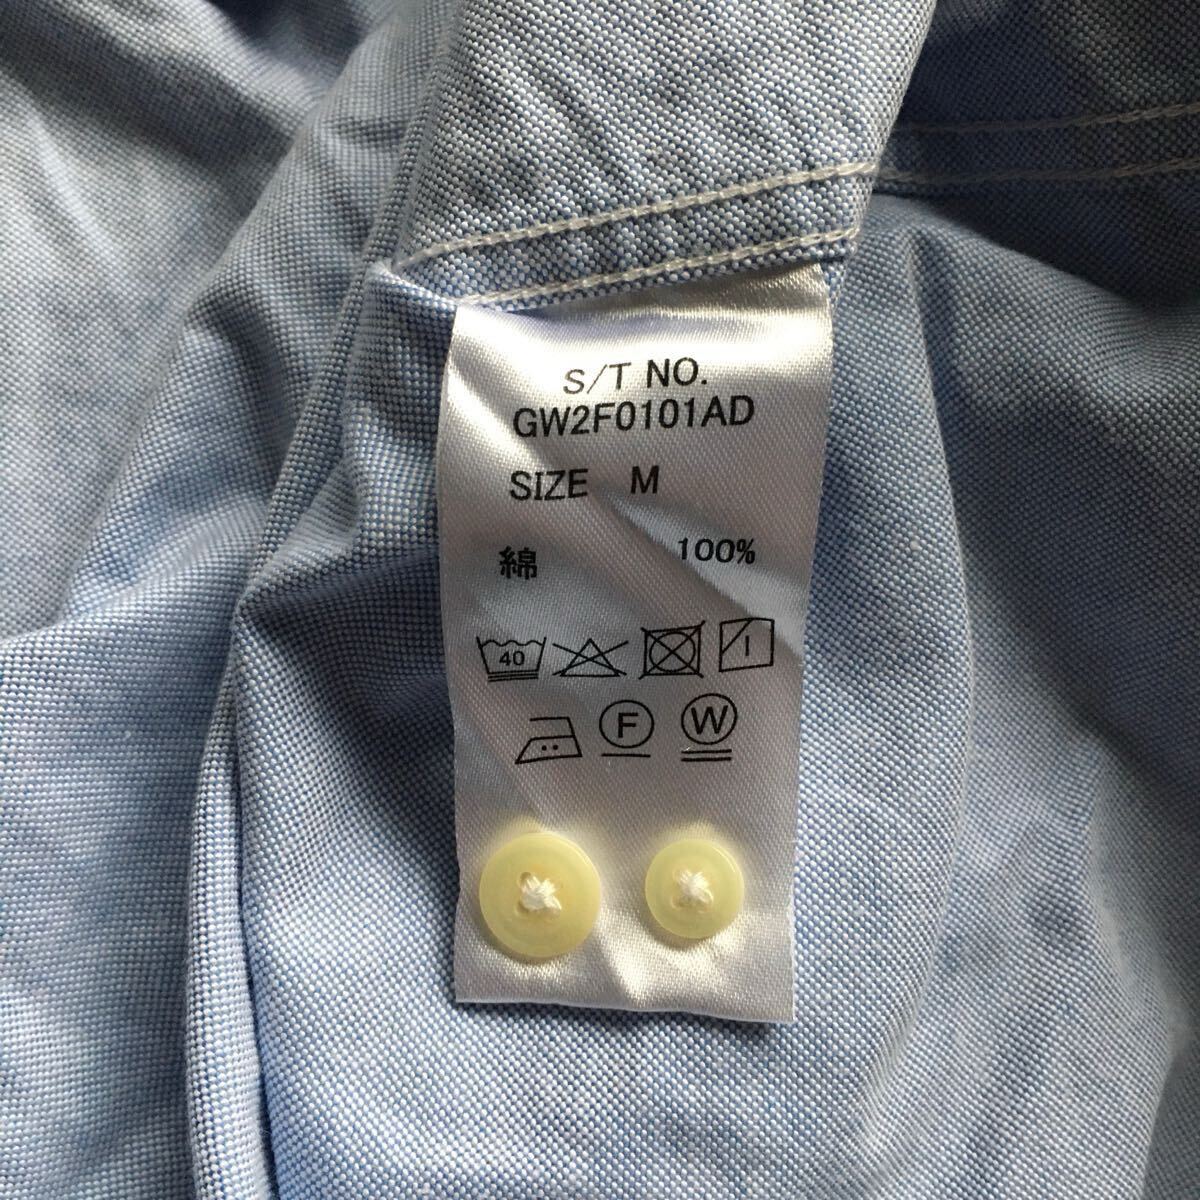 S/T NO.
GW2F0101AD
SIZE M
綿 100%
40
F W